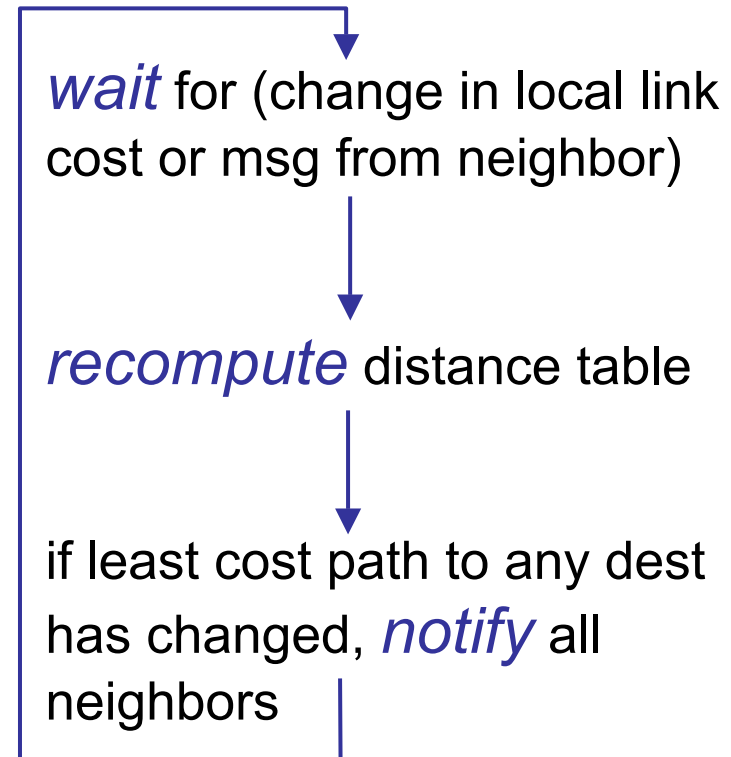 wait for (change in local link
cost or msg from neighbor)
recompute distance table
if least cost path to any dest
has changed, notify all
neighbors